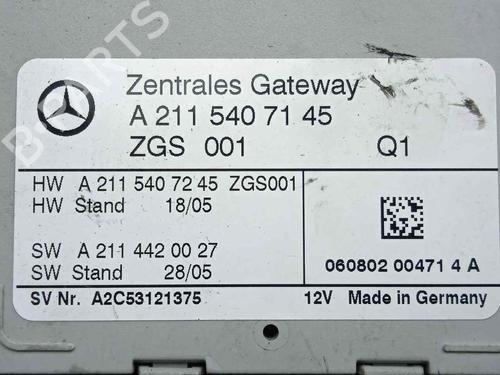 Zentrales Gateway
A 211 540 71 45
ZGS 001 Q1
HW A 211 540 72 45 ZGS001
HW Stand 18/05
SW A 211 442 00 27
SW Stand 28/05
060802 00471 4 A
SV Nr. A2C53121375 12V Made in Germany
B-PARTS